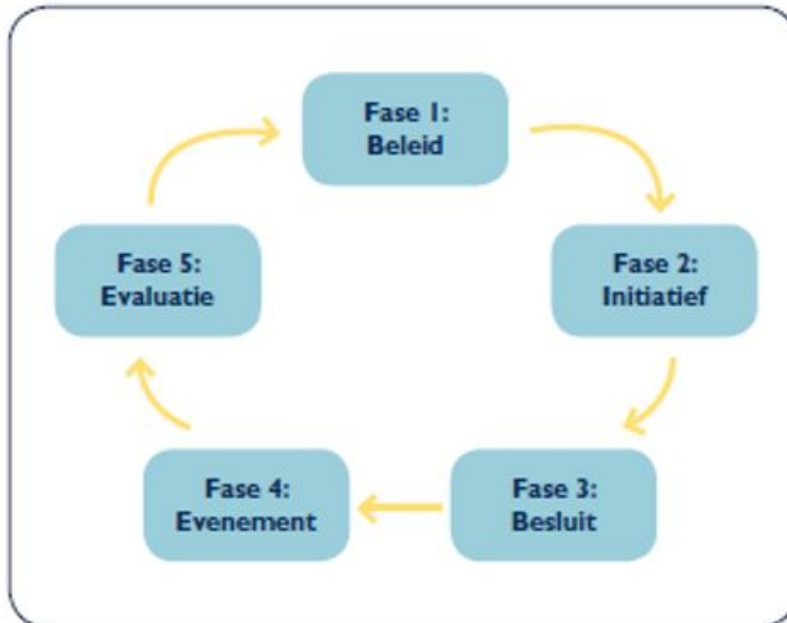 Fase 1:
Beleid
Fase 2:
Initiatief
Fase 3:
Besluit
Fase 4:
Evenement
Fase 5:
Evaluatie